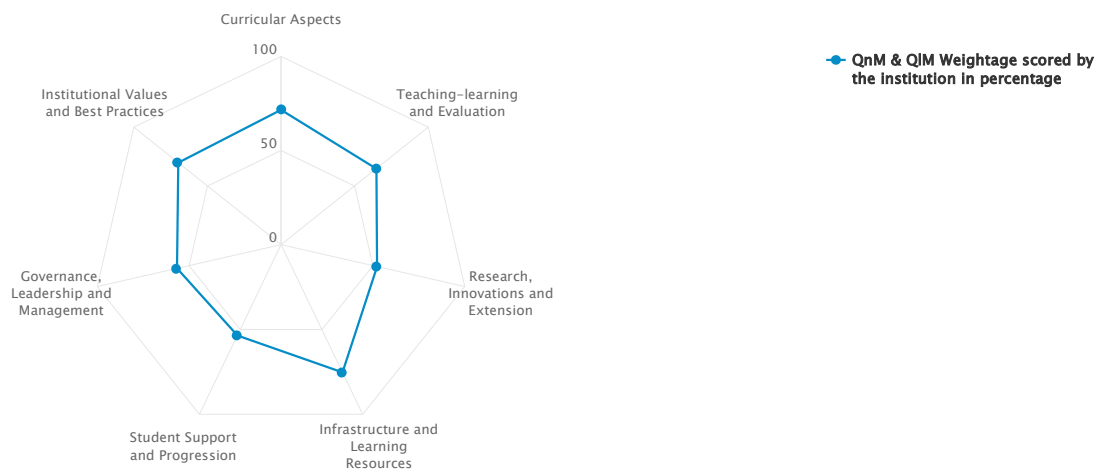 Curricular Aspects
100
Institutional Values
and Best Practices
Teaching-learning
and Evaluation
50
0
Governance,
Leadership and
Management
Research,
Innovations and
Extension
Student Support
and Progression
Infrastructure and
Learning
Resources
QnM & QlM Weightage scored by
the institution in percentage